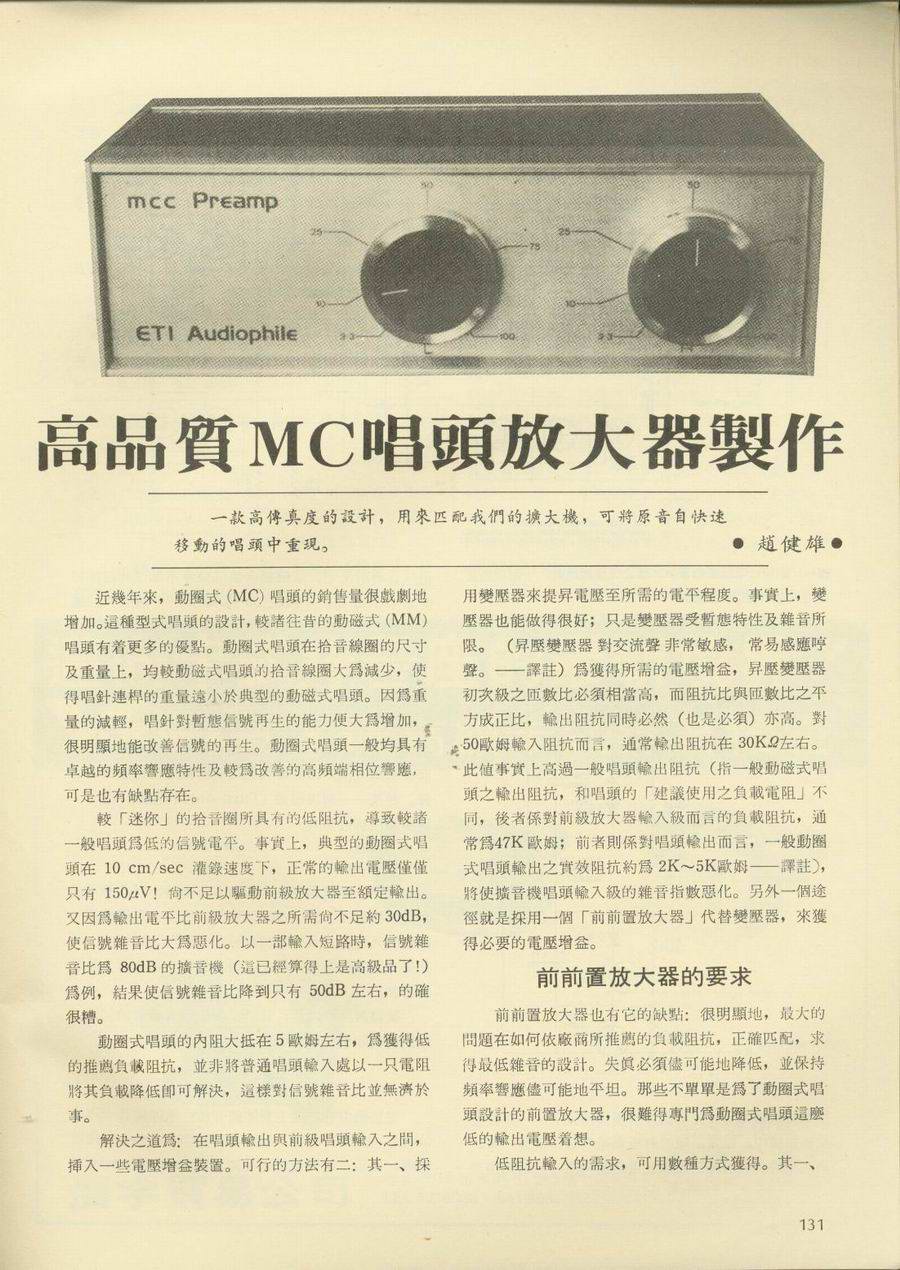 mcc Preamp
50
25
75
10
3.3
100
L
50
25
75
10
3.3
100
R
ETI Audiophile
高品質MC唱頭放大器製作
一款高傳真度的設計，用來匹配我們的擴大機，可將原音自快速
移動的唱頭中重現。
● 趙健雄 ●
近幾年來，動圈式 (MC) 唱頭的銷售量很戲劇地
增加。這種型式唱頭的設計，較諸往昔的動磁式 (MM)
唱頭有着更多的優點。動圈式唱頭在拾音線圈的尺寸
及重量上，均較動磁式唱頭的拾音線圈大爲減少，使
得唱針連桿的重量遠小於典型的動磁式唱頭。因爲重
量的減輕，唱針對暫態信號再生的能力便大爲增加，
很明顯地能改善信號的再生。動圈式唱頭一般均具有
卓越的頻率響應特性及較爲改善的高頻端相位響應，
可是也有缺點存在。
較「迷你」的拾音圈所具有的低阻抗，導致較諸
一般唱頭爲低的信號電平。事實上，典型的動圈式唱
頭在 10 cm/sec 灌錄速度下，正常的輸出電壓僅僅
只有 150μV！尙不足以驅動前級放大器至額定輸出。
又因爲輸出電平比前級放大器之所需尙不足約 30dB，
使信號雜音比大爲惡化。以一部輸入短路時，信號雜
音比爲 80dB 的擴音機（這已經算得上是高級品了！）
爲例，結果使信號雜音比降到只有 50dB 左右，的確
很糟。
動圈式唱頭的內阻大抵在 5 歐姆左右，爲獲得低
的推薦負載阻抗，並非將普通唱頭輸入處以一只電阻
將其負載降低卽可解決，這樣對信號雜音比並無濟於
事。
解決之道爲：在唱頭輸出與前級唱頭輸入之間，
挿入一些電壓增益裝置。可行的方法有二：其一、採
用變壓器來提昇電壓至所需的電平程度。事實上，變
壓器也能做得很好；只是變壓器受暫態特性及雜音所
限。（昇壓變壓器 對交流聲 非常敏感， 常易感應哼
聲。——譯註）爲獲得所需的電壓增益，昇壓變壓器
初次級之匝數比必須相當高，而阻抗比與匝數比之平
方成正比，輸出阻抗同時必然（也是必須）亦高。對
50歐姆輸入阻抗而言，通常輸出阻抗在 30KΩ左右。
此值事實上高過一般唱頭輸出阻抗（指一般動磁式唱
頭之輸出阻抗，和唱頭的「建議使用之負載電阻」不
同，後者係對前級放大器輸入級而言的負載阻抗，通
常爲47K 歐姆；前者則係對唱頭輸出而言，一般動圈
式唱頭輸出之實效阻抗約爲 2K～5K歐姆——譯註），
將使擴音機唱頭輸入級的雜音指數惡化。另外一個途
徑就是採用一個「前前置放大器」代替變壓器，來獲
得必要的電壓增益。
前前置放大器的要求
前前置放大器也有它的缺點：很明顯地，最大的
問題在如何依廠商所推薦的負載阻抗，正確匹配，求
得最低雜音的設計。失眞必須儘可能地降低，並保持
頻率響應儘可能地平坦。那些不單單是爲了動圈式唱
頭設計的前置放大器，很難得專門爲動圈式唱頭這麼
低的輸出電壓着想。
低阻抗輸入的需求，可用數種方式獲得。其一、
131